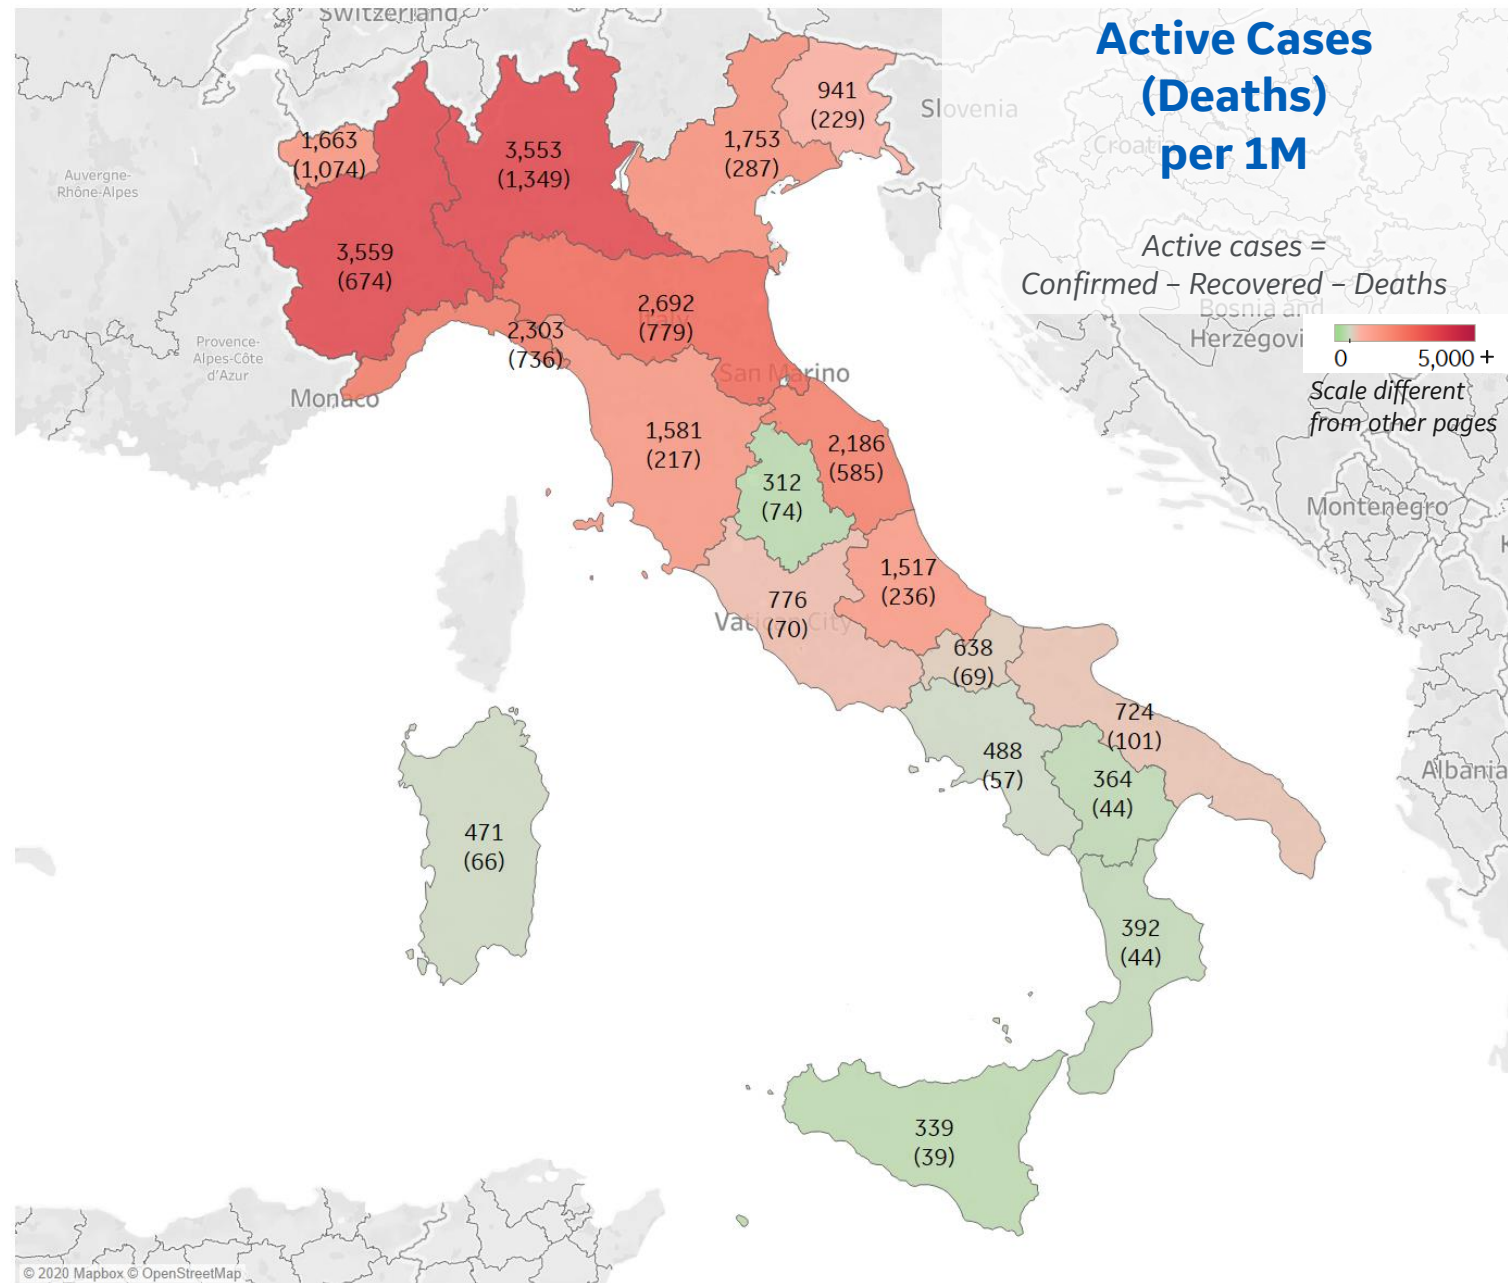 Switzerland
Active Cases
(Deaths)
per 1M
Active cases =
Confirmed – Recovered – Deaths
0
5,000 +
Scale different
from other pages
941
(229)
Slovenia
Croatia
1,663
(1,074)
3,553
(1,349)
1,753
(287)
Auvergne-
Rhône-Alpes
3,559
(674)
2,692
(779)
Italy
Bosnia and
Herzegovi
2,303
(736)
Provence-
Alpes-Côte
d'Azur
Monaco
San Marino
1,581
(217)
2,186
(585)
312
(74)
Montenegro
K
1,517
(236)
776
(70)
Vatican City
638
(69)
724
(101)
488
(57)
364
(44)
Albania
471
(66)
392
(44)
339
(39)
© 2020 Mapbox © OpenStreetMap